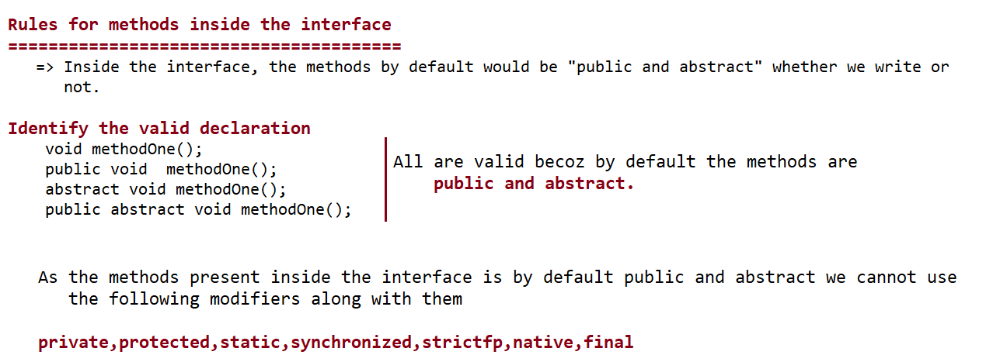 Rules for methods inside the interface
=======================================
=> Inside the interface, the methods by default would be "public and abstract" whether we write or
not.
Identify the valid declaration
void methodOne();
public void  methodOne();
abstract void methodOne();
public abstract void methodOne();
All are valid becoz by default the methods are
public and abstract.
As the methods present inside the interface is by default public and abstract we cannot use
the following modifiers along with them
private,protected,static,synchronized,strictfp,native,final